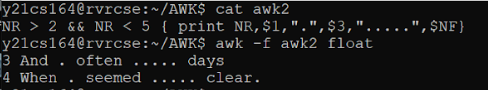 y21cs164@rvrcse:~/AWK$ cat awk2
NR > 2 && NR < 5 { print NR,$1,".",$3,".....",$NF}
y21cs164@rvrcse:~/AWK$ awk -f awk2 float
3 And . often ..... days
4 When . seemed ..... clear.